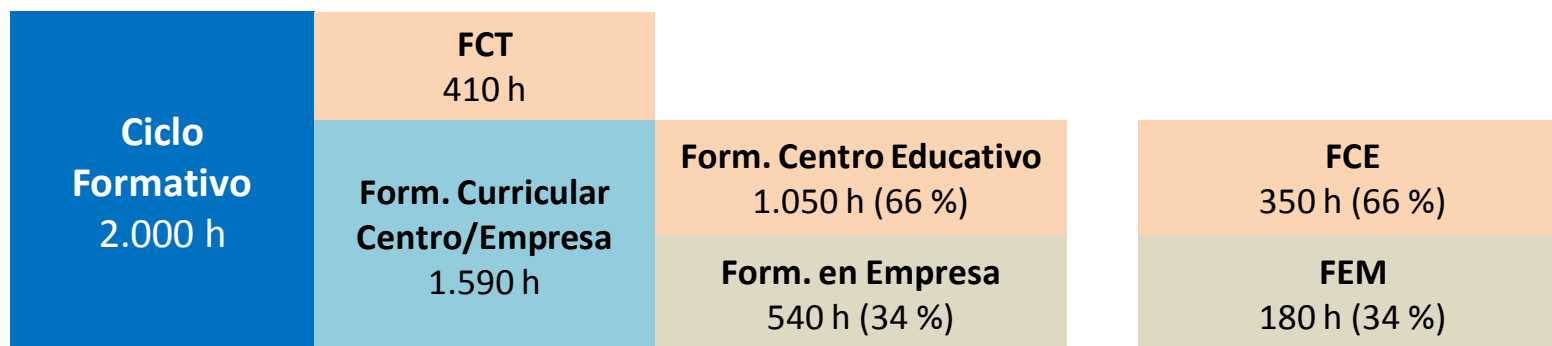 Ciclo
Formativo
2.000 h
FCT
410 h
Form. Curricular
Centro/Empresa
1.590 h
Form. Centro Educativo
1.050 h (66 %)
Form. en Empresa
540 h (34 %)
FCE
350 h (66 %)
FEM
180 h (34 %)